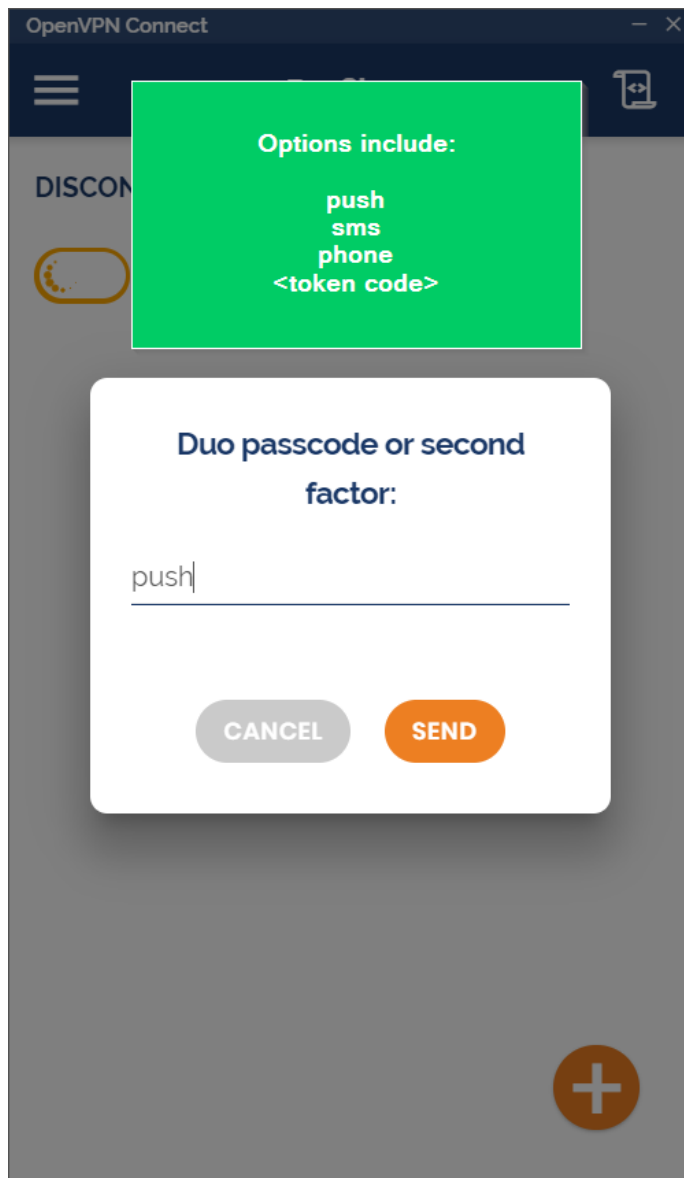 OpenVPN Connect
Options include:
push
sms
phone
<token code>
DISCON
Duo passcode or second
factor:
push
CANCEL
SEND